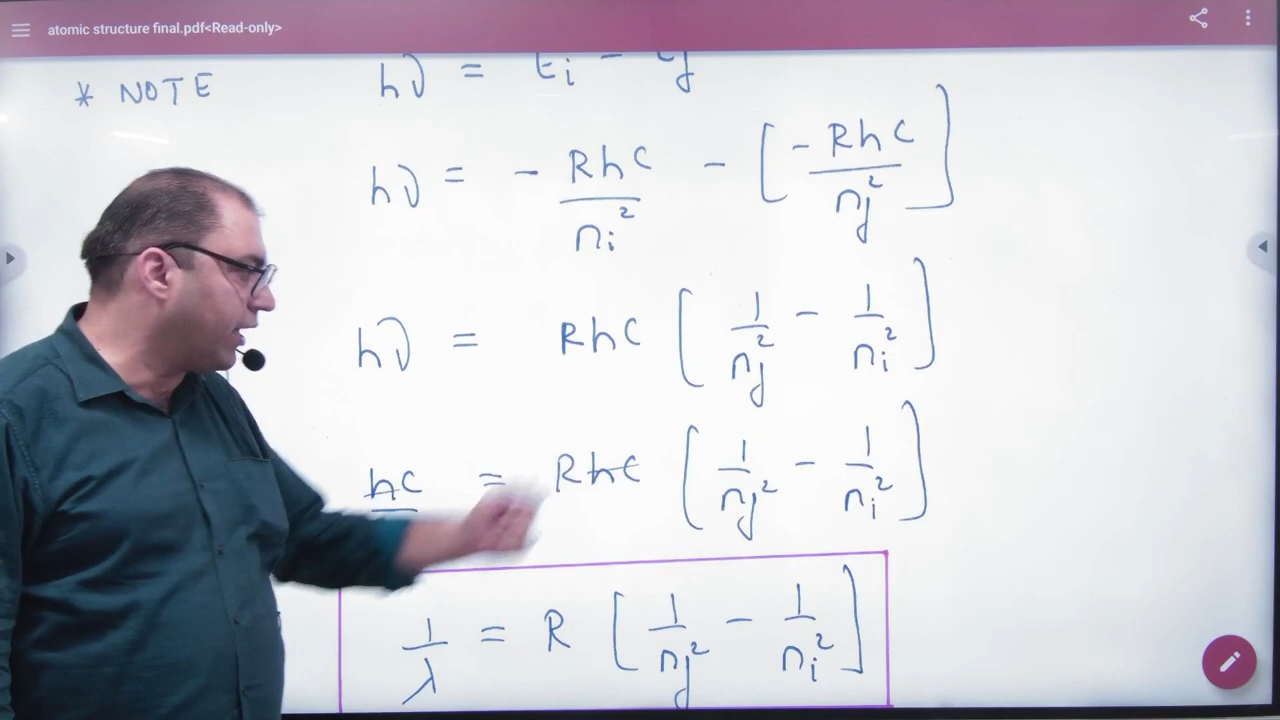 atomic structure final.pdf<Read-only>
* NOTE
hν = Ei -
hν = - RhC/ni² - [-RhC/nf²]
hν = RhC [1/nf² - 1/ni²]
hC = RhC [1/nf² - 1/ni²]
1/λ = R [1/nf² - 1/ni²]